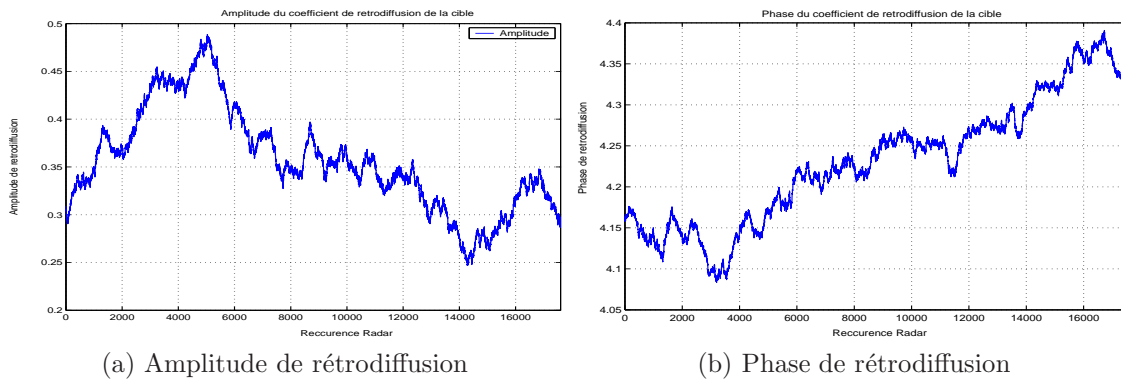 Amplitude du coefficient de retrodiffusion de la cible
Amplitude
Amplitude de retrodiffusion
0.5
0.45
0.4
0.35
0.3
0.25
0.2
0 2000 4000 6000 8000 10000 12000 14000 16000
Reccurence Radar
(a) Amplitude de rétrodiffusion
Phase du coefficient de retrodiffusion de la cible
Phase de retrodiffusion
4.4
4.35
4.3
4.25
4.2
4.15
4.1
4.05
0 2000 4000 6000 8000 10000 12000 14000 16000
Reccurence Radar
(b) Phase de rétrodiffusion